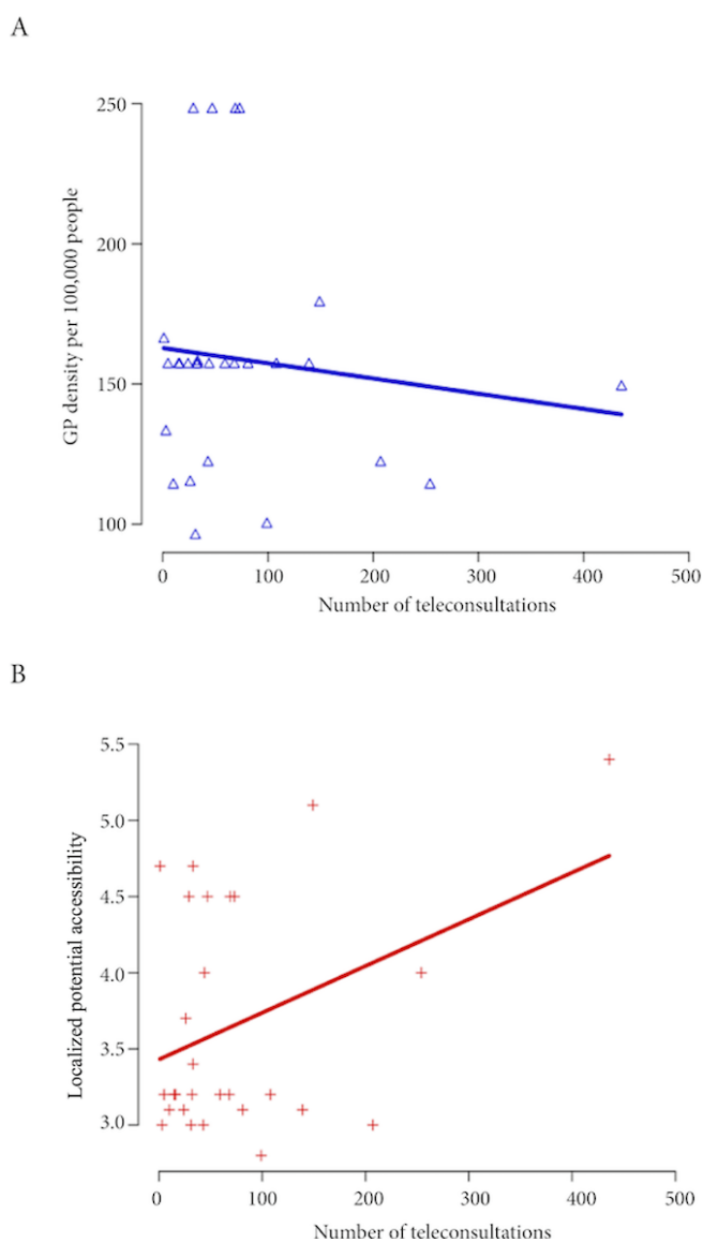 A
250
200
150
100
GP density per 100,000 people
0 100 200 300 400 500
Number of teleconsultations
B
5.5
5.0
4.5
4.0
3.5
3.0
Localized potential accessibility
0 100 200 300 400 500
Number of teleconsultations